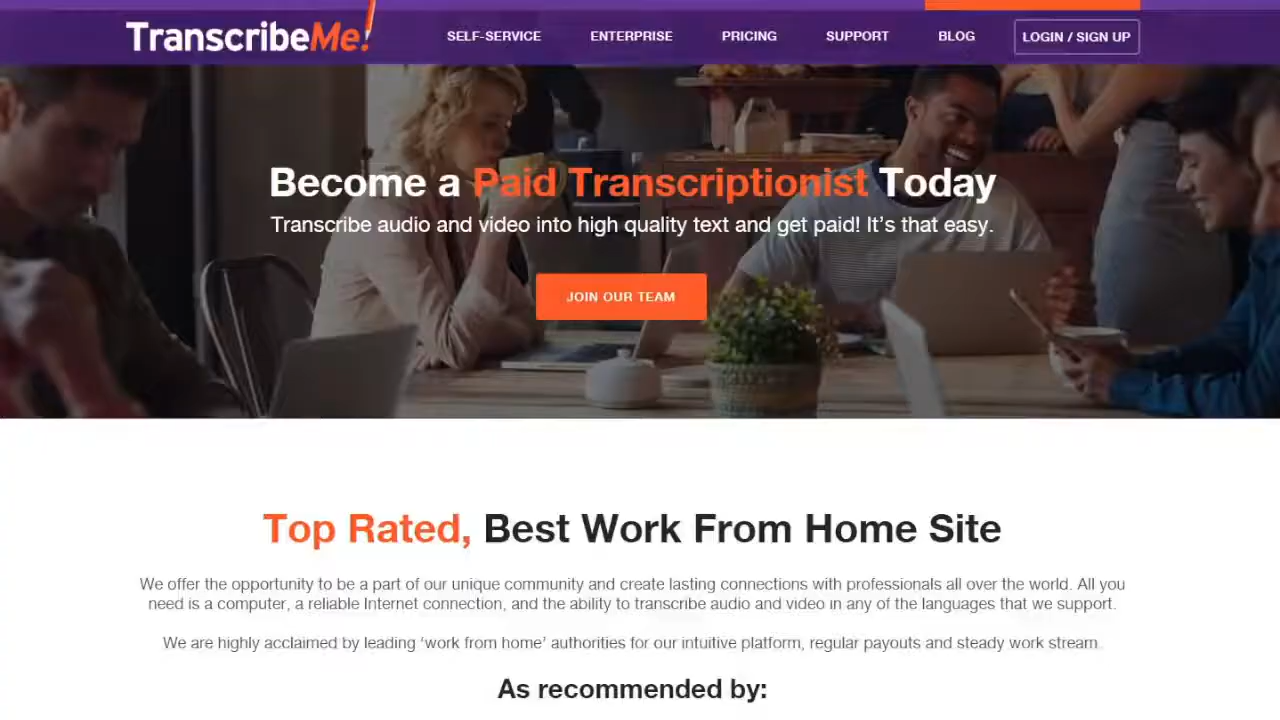 TranscribeMe!
SELF-SERVICE
ENTERPRISE
PRICING
SUPPORT
BLOG
LOGIN / SIGN UP
Become a Paid Transcriptionist Today
Transcribe audio and video into high quality text and get paid! It's that easy.
JOIN OUR TEAM
Top Rated, Best Work From Home Site
We offer the opportunity to be a part of our unique community and create lasting connections with professionals all over the world. All you
need is a computer, a reliable Internet connection, and the ability to transcribe audio and video in any of the languages that we support.
We are highly acclaimed by leading 'work from home' authorities for our intuitive platform, regular payouts and steady work stream.
As recommended by: